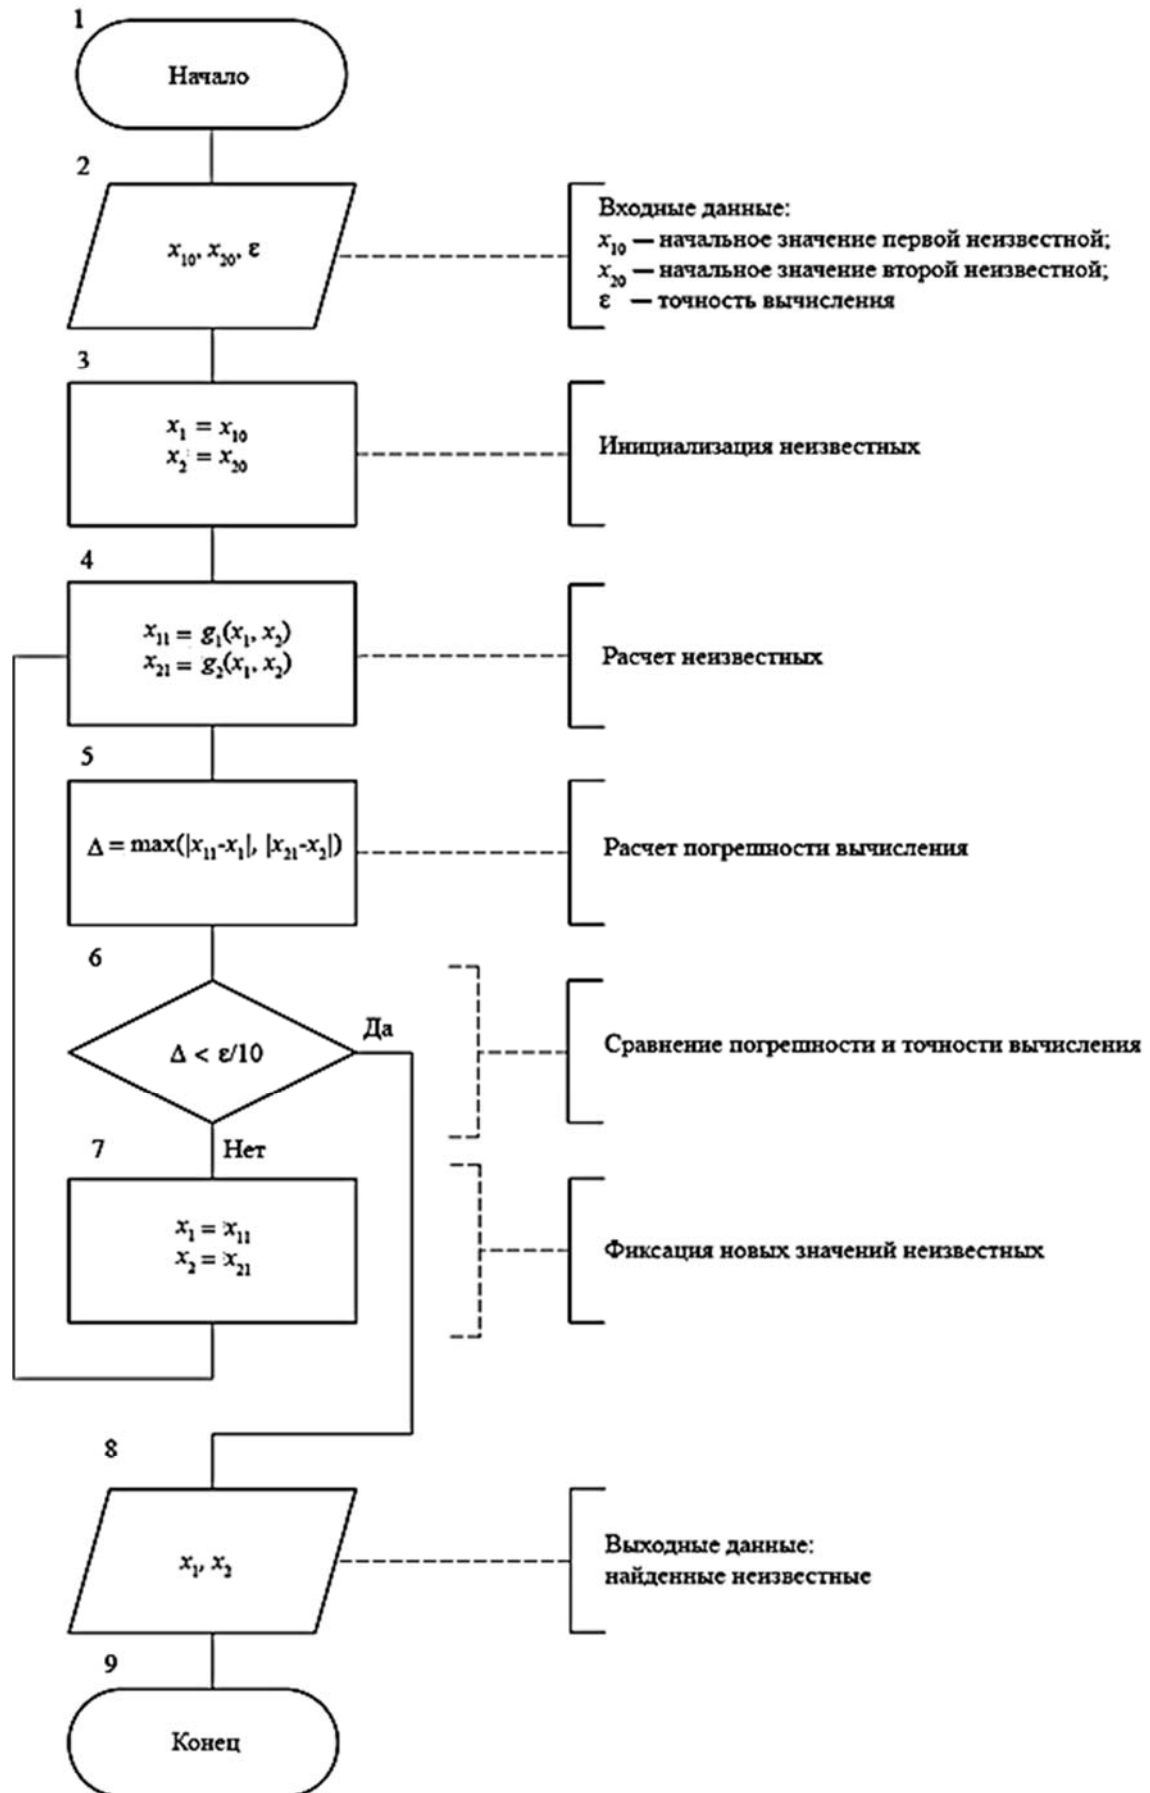 1
Начало
2
x₁₀, x₂₀, ε
Входные данные:
x₁₀ — начальное значение первой неизвестной;
x₂₀ — начальное значение второй неизвестной;
ε — точность вычисления
3
x₁ = x₁₀
x₂ = x₂₀
Инициализация неизвестных
4
x₁₁ = g₁(x₁, x₂)
x₂₁ = g₂(x₁, x₂)
Расчет неизвестных
5
Δ = max(|x₁₁-x₁|, |x₂₁-x₂|)
Расчет погрешности вычисления
6
Δ < ε/10
Да
Сравнение погрешности и точности вычисления
7
Нет
x₁ = x₁₁
x₂ = x₂₁
Фиксация новых значений неизвестных
8
x₁, x₂
Выходные данные:
найденные неизвестные
9
Конец